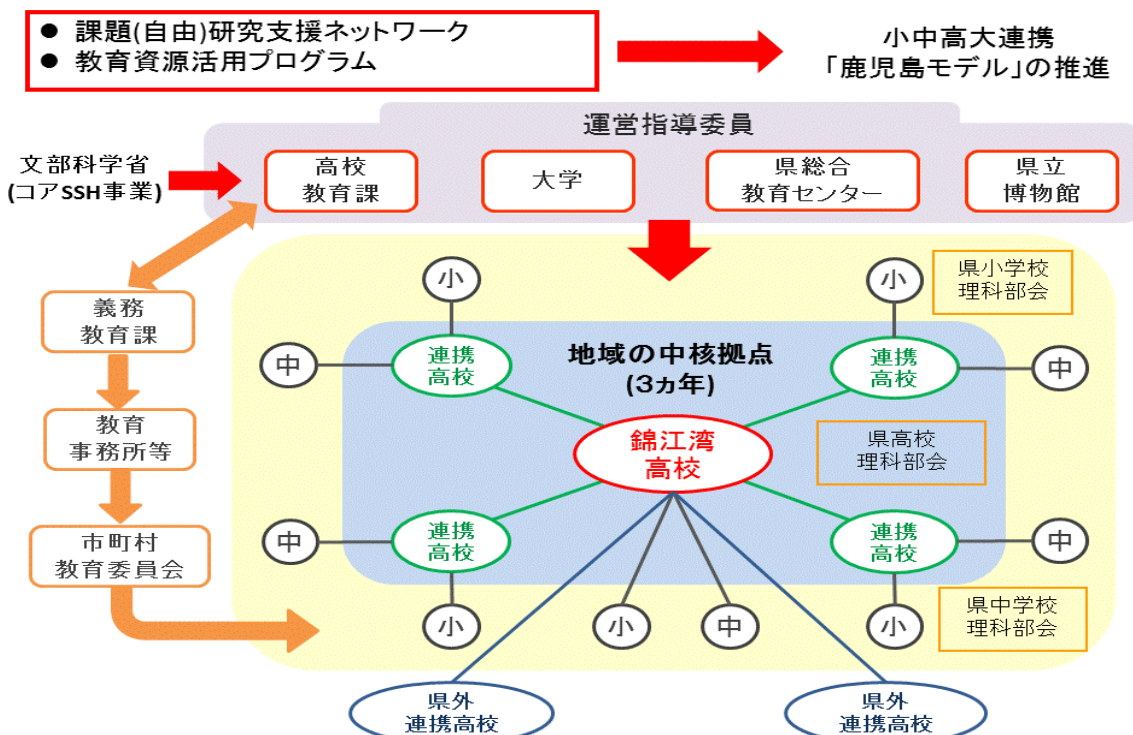 ● 課題(自由)研究支援ネットワーク
● 教育資源活用プログラム
小中高大連携
「鹿児島モデル」の推進
運営指導委員
文部科学省
(コアSSH事業)
高校
教育課
大学
県総合
教育センター
県立
博物館
義務
教育課
教育
事務所等
市町村
教育委員会
小
小
県小学校
理科部会
中
連携
高校
地域の中核拠点
(3ヵ年)
連携
高校
中
錦江湾
高校
県高校
理科部会
中
連携
高校
連携
高校
中
小
小
中
小
県中学校
理科部会
県外
連携高校
県外
連携高校